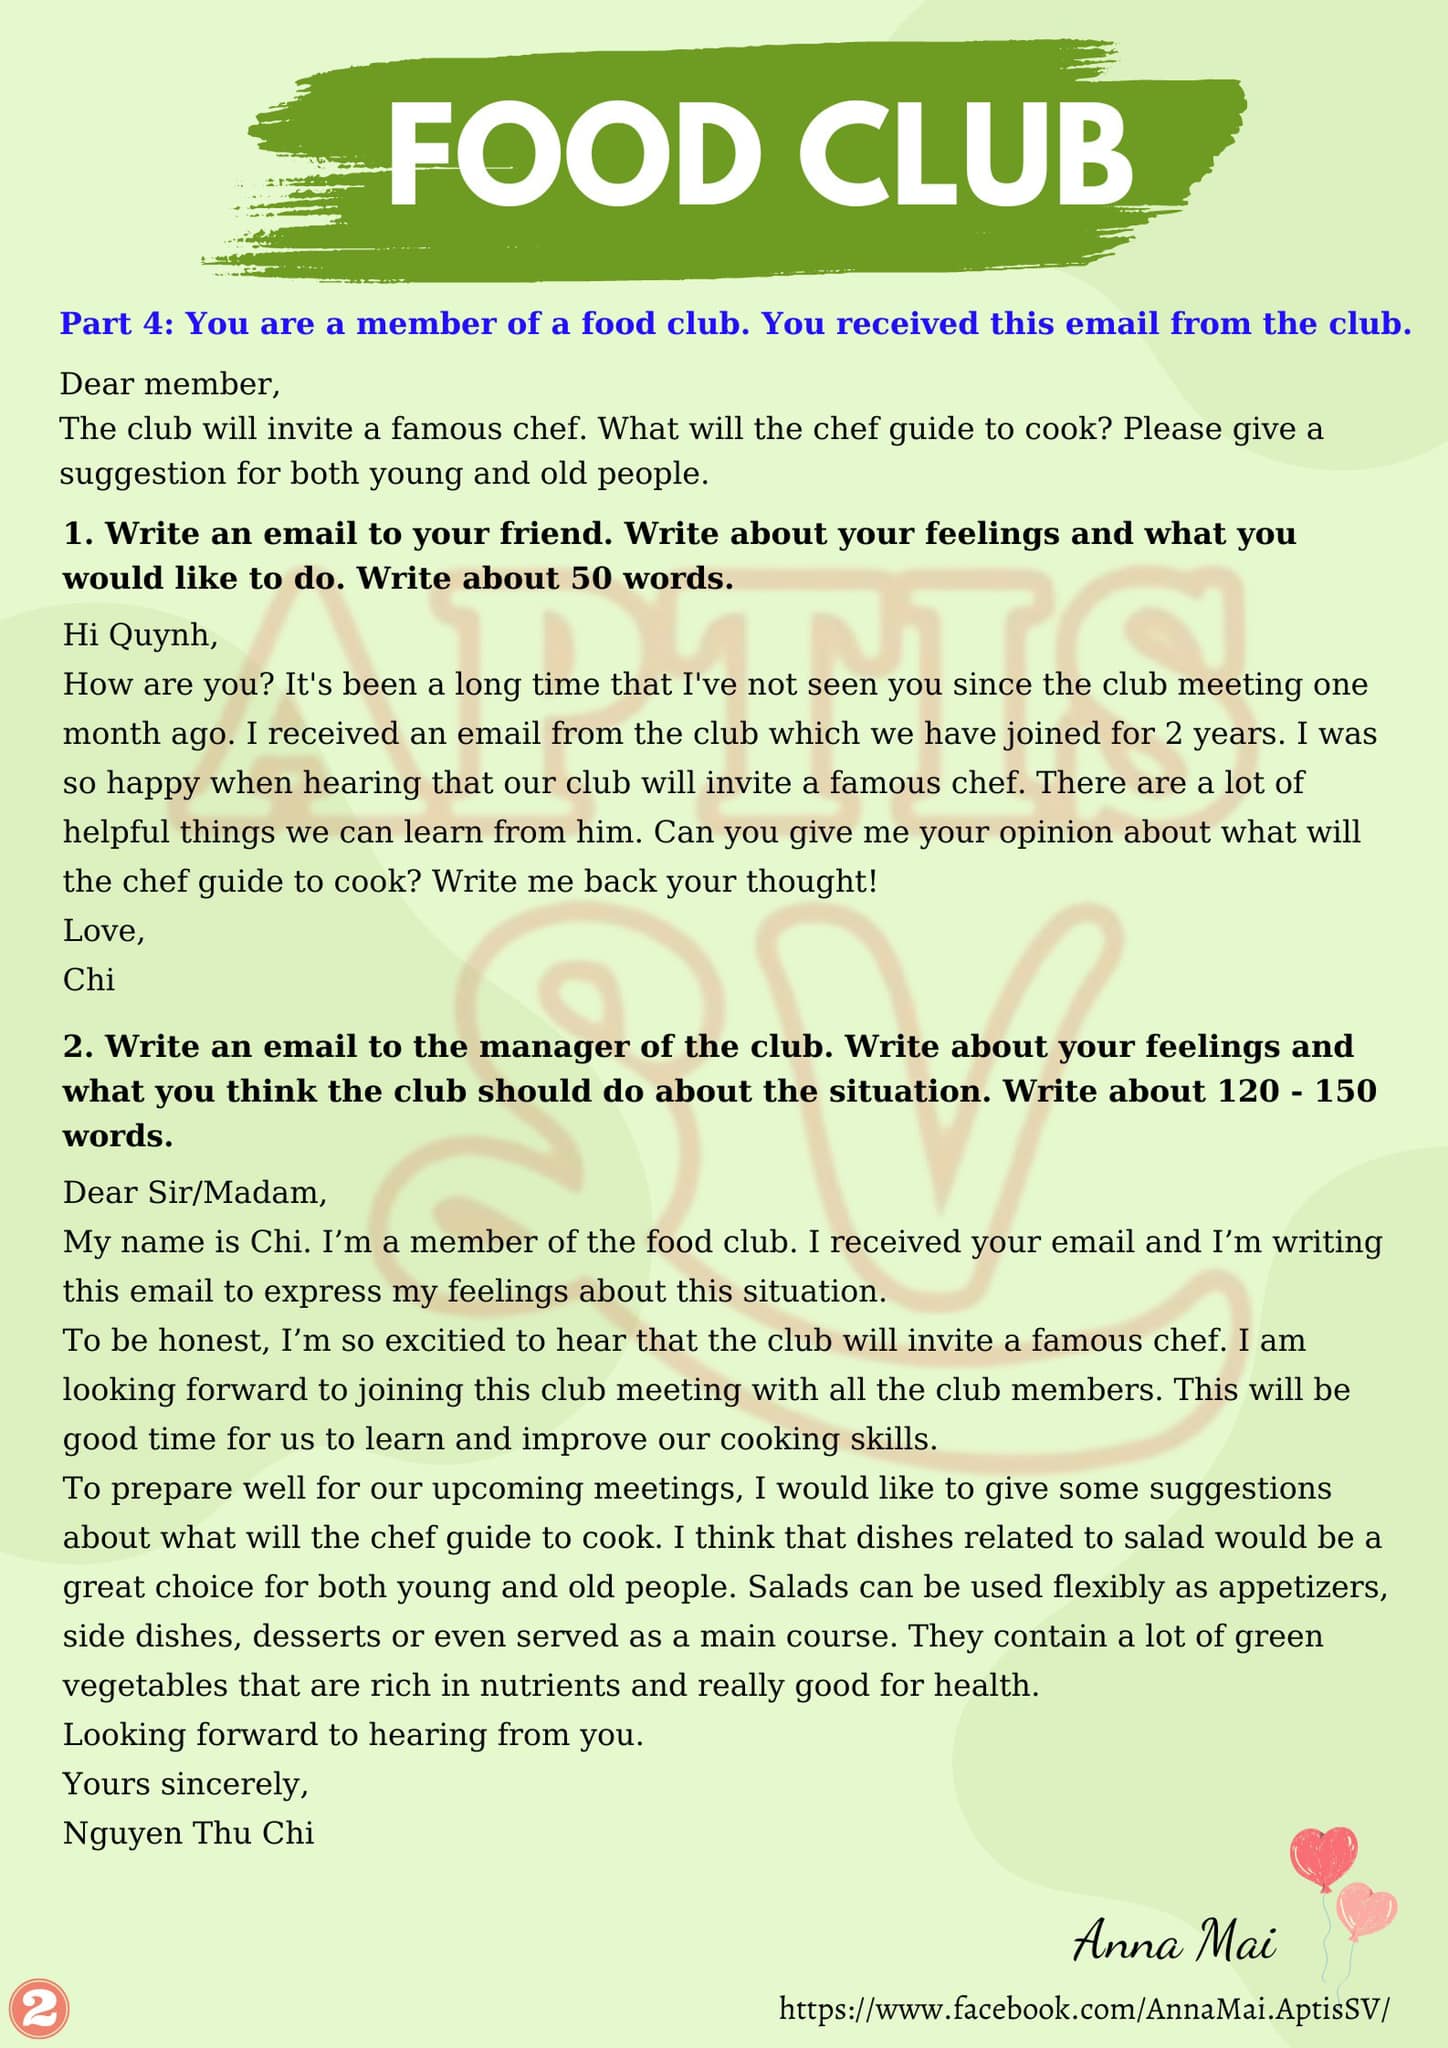 FOOD CLUB
Part 4: You are a member of a food club. You received this email from the club.
Dear member,
The club will invite a famous chef. What will the chef guide to cook? Please give a
suggestion for both young and old people.
1. Write an email to your friend. Write about your feelings and what you
would like to do. Write about 50 words.
Hi Quynh,
How are you? It's been a long time that I've not seen you since the club meeting one
month ago. I received an email from the club which we have joined for 2 years. I was
so happy when hearing that our club will invite a famous chef. There are a lot of
helpful things we can learn from him. Can you give me your opinion about what will
the chef guide to cook? Write me back your thought!
Love,
Chi
2. Write an email to the manager of the club. Write about your feelings and
what you think the club should do about the situation. Write about 120 - 150
words.
Dear Sir/Madam,
My name is Chi. I’m a member of the food club. I received your email and I’m writing
this email to express my feelings about this situation.
To be honest, I’m so excitied to hear that the club will invite a famous chef. I am
looking forward to joining this club meeting with all the club members. This will be
good time for us to learn and improve our cooking skills.
To prepare well for our upcoming meetings, I would like to give some suggestions
about what will the chef guide to cook. I think that dishes related to salad would be a
great choice for both young and old people. Salads can be used flexibly as appetizers,
side dishes, desserts or even served as a main course. They contain a lot of green
vegetables that are rich in nutrients and really good for health.
Looking forward to hearing from you.
Yours sincerely,
Nguyen Thu Chi
APTIS
SV
Anna Mai
2
https://www.facebook.com/AnnaMai.AptisSV/